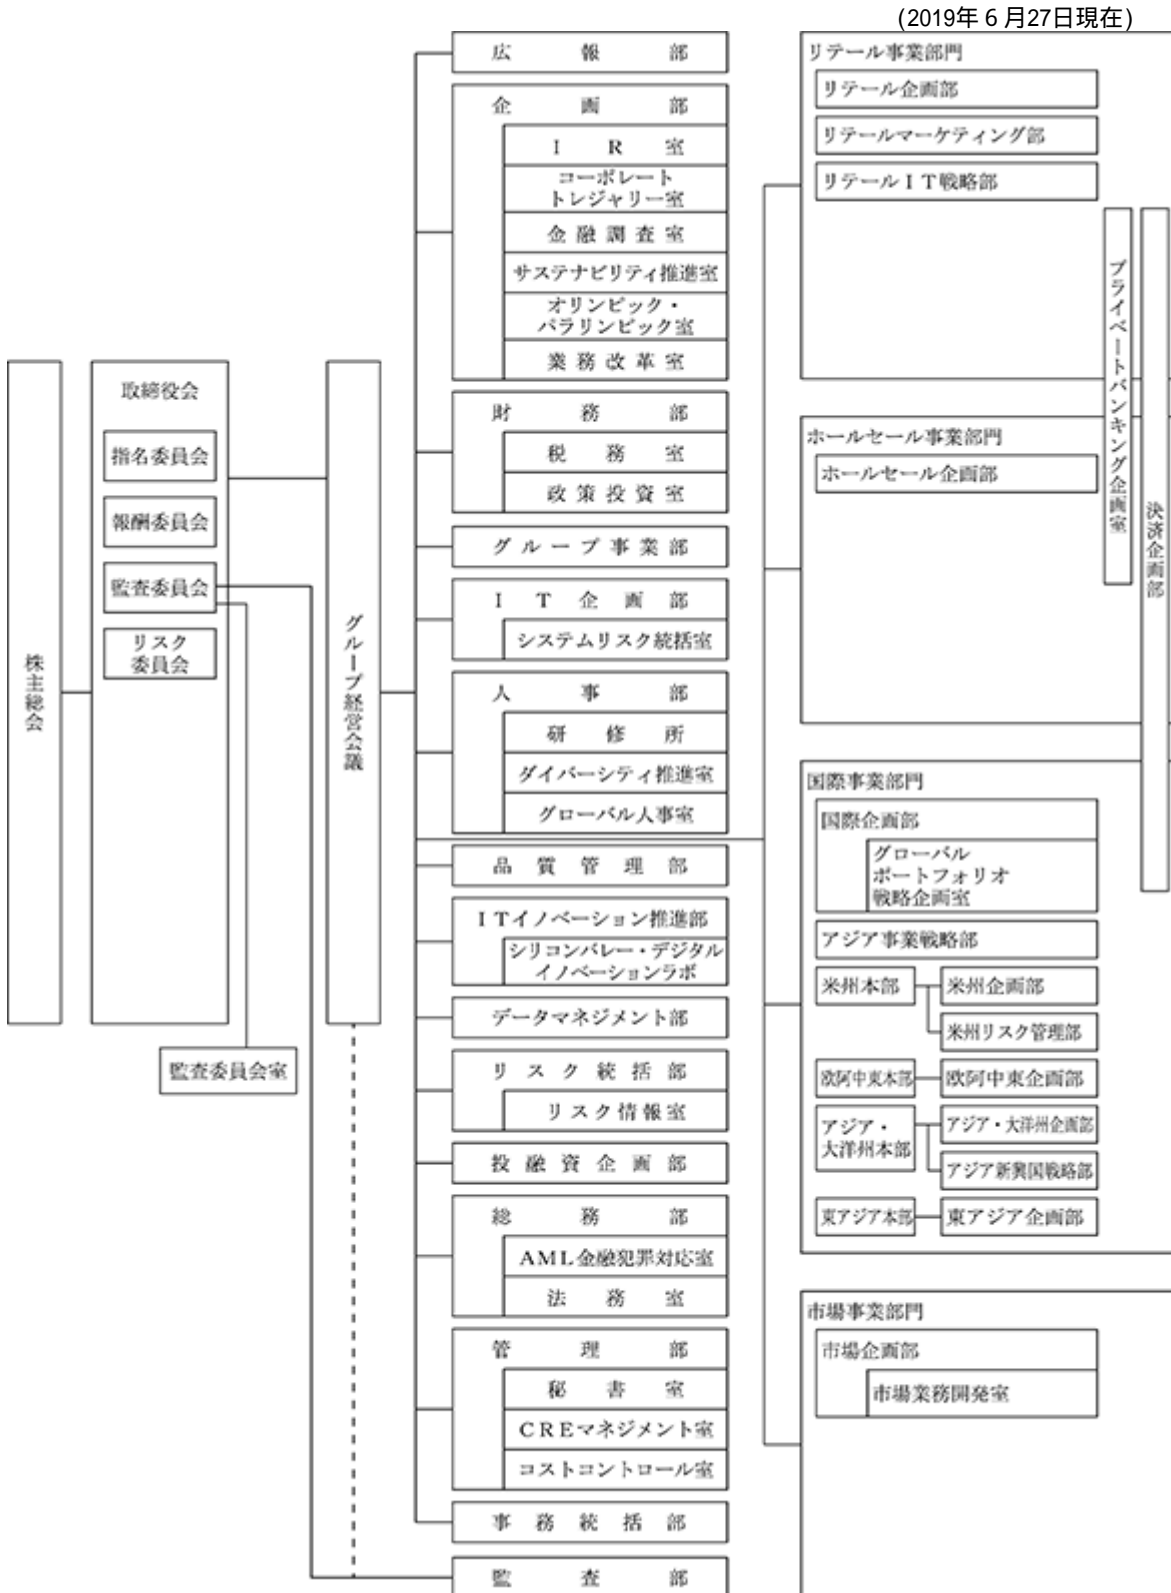 (2019年6月27日現在)
株主総会
取締役会
指名委員会
報酬委員会
監査委員会
リスク
委員会
監査委員会室
グループ経営会議
広報部
企画部
IR室
コーポレート
トレジャリー室
金融調査室
サステナビリティ推進室
オリンピック・
パラリンピック室
業務改革室
財務部
税務室
政策投資室
グループ事業部
IT企画部
システムリスク統括室
人事部
研修所
ダイバーシティ推進室
グローバル人事室
品質管理部
ITイノベーション推進部
シリコンバレー・デジタル
イノベーションラボ
データマネジメント部
リスク統括部
リスク情報室
投融資企画部
総務部
AML金融犯罪対応室
法務室
管理部
秘書室
CREマネジメント室
コストコントロール室
事務統括部
監査部
リテール事業部門
リテール企画部
リテールマーケティング部
リテールIT戦略部
プライベートバンキング企画室
決済企画部
ホールセール事業部門
ホールセール企画部
国際事業部門
国際企画部
グローバル
ポートフォリオ
戦略企画室
アジア事業戦略部
米州本部
米州企画部
米州リスク管理部
欧阿中東本部
欧阿中東企画部
アジア・
大洋州本部
アジア・大洋州企画部
アジア新興国戦略部
東アジア本部
東アジア企画部
市場事業部門
市場企画部
市場業務開発室